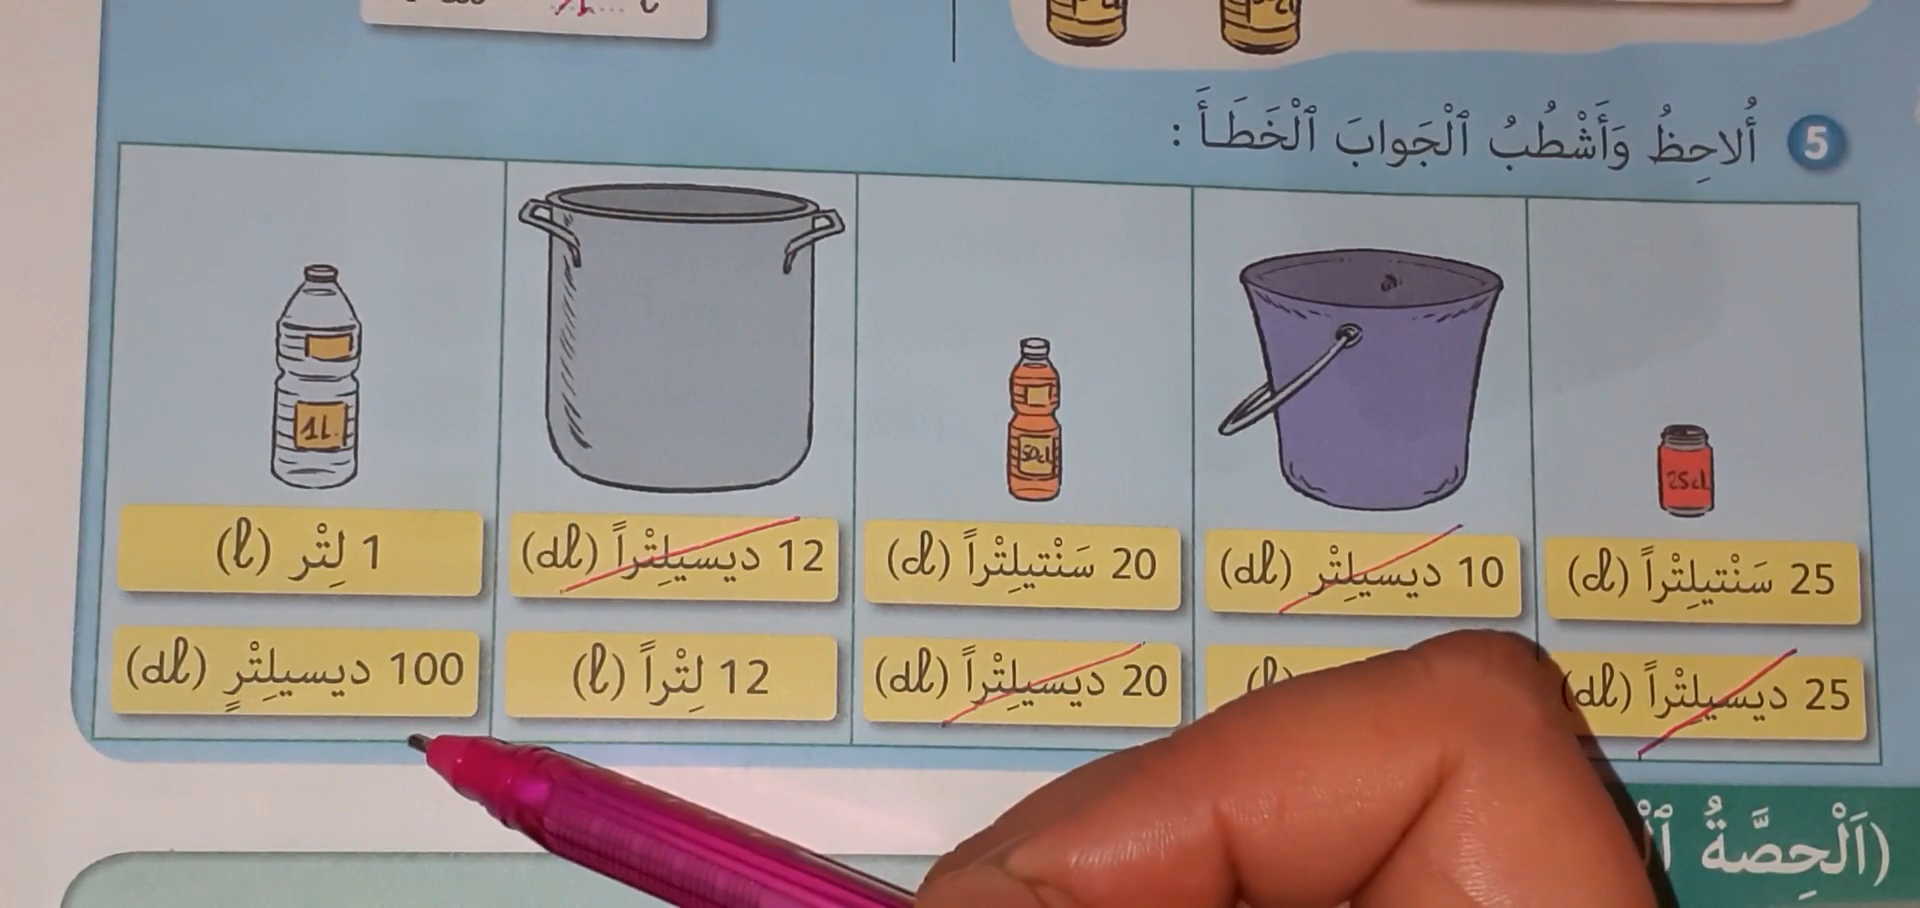 5 أُلاحِظُ وَأَشْطُبُ ٱلْجَوابَ ٱلْخَطَأَ :
1L
50cl
25cl
25 سَنْتيلِتْراً (cl)
10 ديسيلِتْر (dl)
20 سَنْتيلِتْراً (cl)
12 ديسيلِتْراً (dl)
1 لِتْر (l)
25 ديسيلِتْراً (dl)
(l)
20 ديسيلِتْراً (dl)
12 لِتْراً (l)
100 ديسيلِتْرٍ (dl)
(اَلْحِصَّةُ